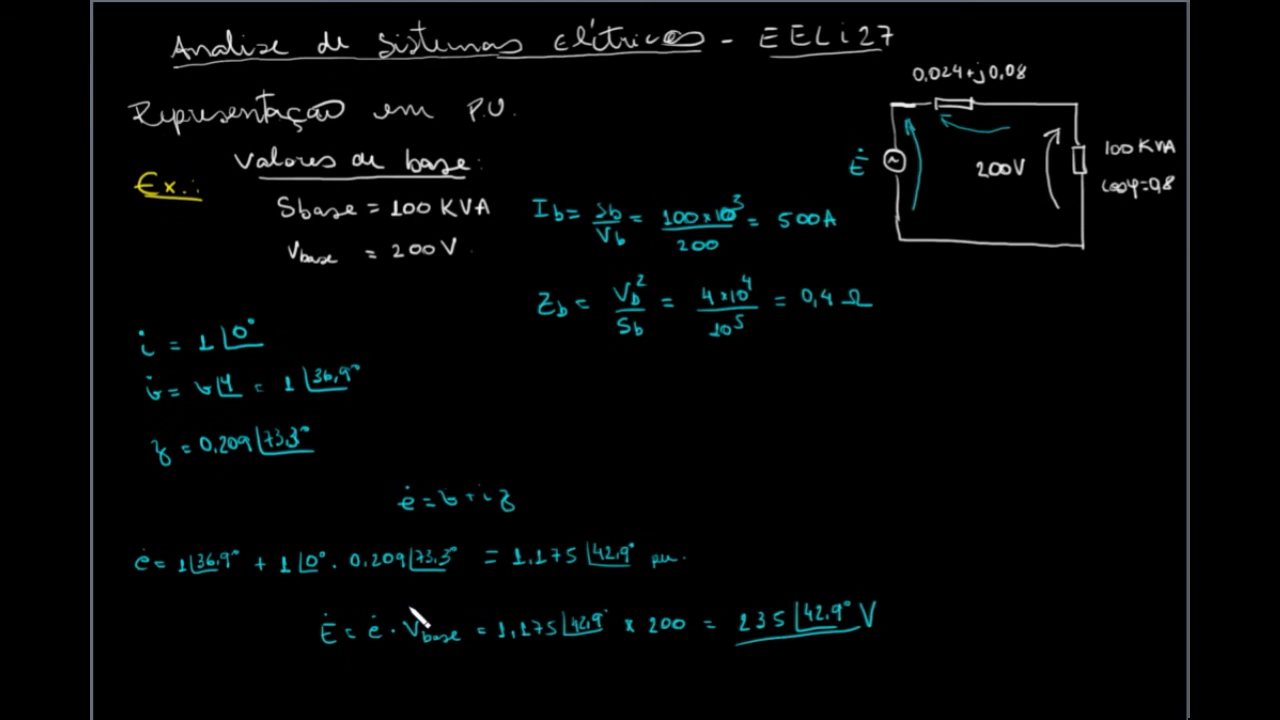 Analise de sistemas elétricos - EELi27
Representação em P.U.
Ex.:
Valores de base:
Sbase = 100 KVA
Vbase = 200 V
Ib = Sb/Vb = 100×10³/200 = 500A
Zb = Vb²/Sb = 4×10⁴/10⁵ = 0,4 Ω
0,024+j0,08
Ė
200V
100KVA
cosφ=0,8
i̇ = 1∠0°
v̇ = v∠φ = 1∠36,9°
z = 0,209∠73,3°
ė = v̇ + i̇ z
ė = 1∠36,9° + 1∠0° . 0,209∠73,3° = 1,175∠42,9° pu.
Ė = ė . Vbase = 1,175∠42,9° × 200 = 235∠42,9° V